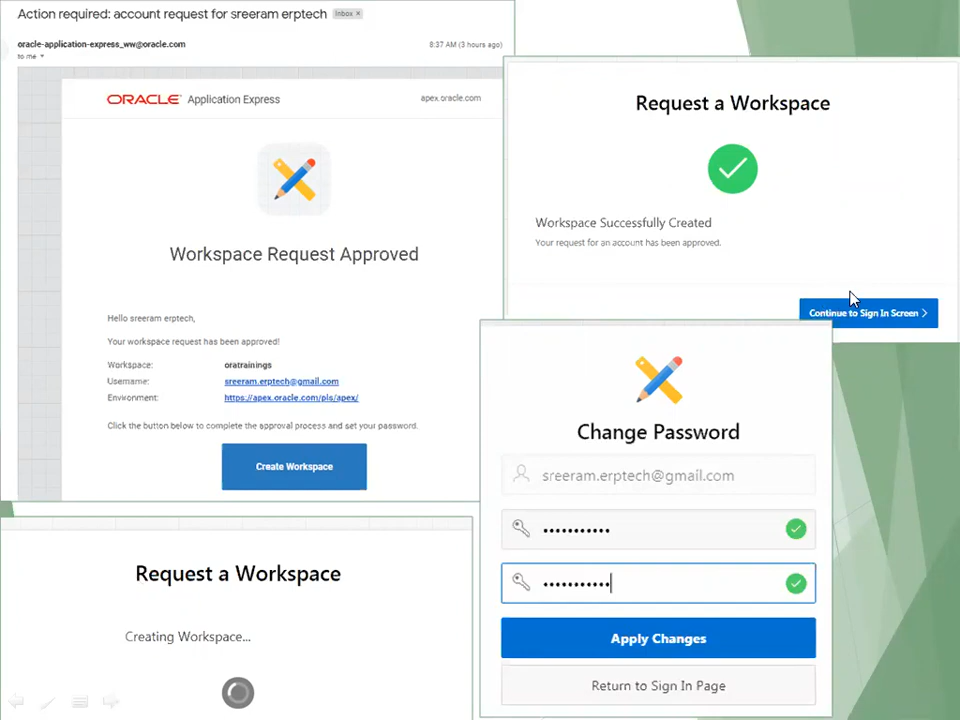 Action required: account request for sreeram erptech Inbox ×
oracle-application-express_ww@oracle.com 8:37 AM (3 hours ago)
to me
ORACLE Application Express apex.oracle.com
Workspace Request Approved
Hello sreeram erptech,
Your workspace request has been approved!
Workspace: oratrainings
Username: sreeram.erptech@gmail.com
Environment: https://apex.oracle.com/pls/apex/
Click the button below to complete the approval process and set your password.
Create Workspace
Request a Workspace
Workspace Successfully Created
Your request for an account has been approved.
Continue to Sign In Screen >
Request a Workspace
Creating Workspace...
Change Password
sreeram.erptech@gmail.com
•••••••••••
•••••••••••
Apply Changes
Return to Sign In Page